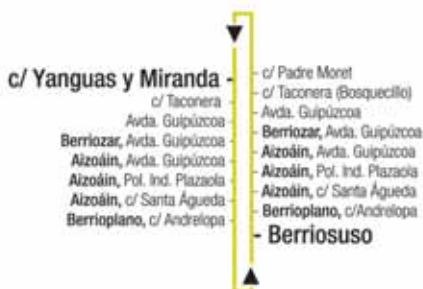 c/ Yanguas y Miranda
c/ Taconera
Avda. Guipúzcoa
Berriozar, Avda. Guipúzcoa
Aizoáin, Avda. Guipúzcoa
Aizoáin, Pol. Ind. Plazaola
Aizoáin, c/ Santa Águeda
Berrioplano, c/ Andrelopa
c/ Padre Moret
c/ Taconera (Bosquecillo)
Avda. Guipúzcoa
Berriozar, Avda. Guipúzcoa
Aizoáin, Avda. Guipúzcoa
Aizoáin, Pol. Ind. Plazaola
Aizoáin, c/ Santa Águeda
Berrioplano, c/Andrelopa
Berriosuso